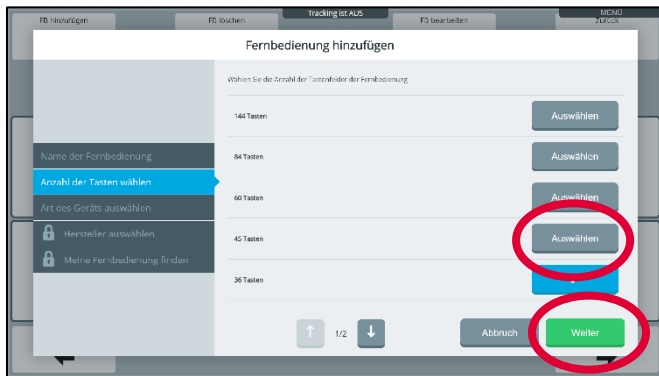 FB hinzufügen
FB löschen
Tracking ist AUS
FB bearbeiten
MENÜ
zurück
Fernbedienung hinzufügen
Wählen Sie die Anzahl der Tastenfelder der Fernbedienung
144 Tasten
Auswählen
Name der Fernbedienung
84 Tasten
Auswählen
Anzahl der Tasten wählen
Art des Geräts auswählen
60 Tasten
Auswählen
Hersteller auswählen
45 Tasten
Auswählen
Meine Fernbedienung finden
36 Tasten
1/2
Abbruch
Weiter